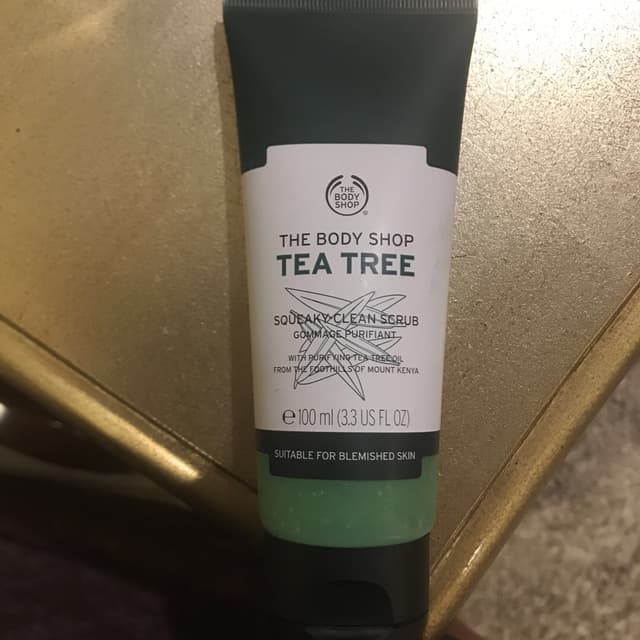 THE
BODY
SHOP
®
THE BODY SHOP
TEA TREE
SQUEAKY-CLEAN SCRUB
GOMMAGE PURIFIANT
WITH PURIFYING TEA TREE OIL
FROM THE FOOTHILLS OF MOUNT KENYA
℮ 100 ml (3.3 US FL OZ)
SUITABLE FOR BLEMISHED SKIN